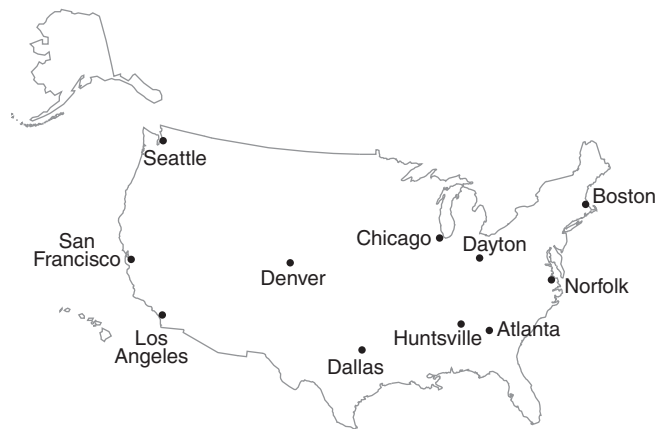 Seattle
Boston
Chicago
Dayton
San
Francisco
Denver
Norfolk
Huntsville
Atlanta
Los
Angeles
Dallas